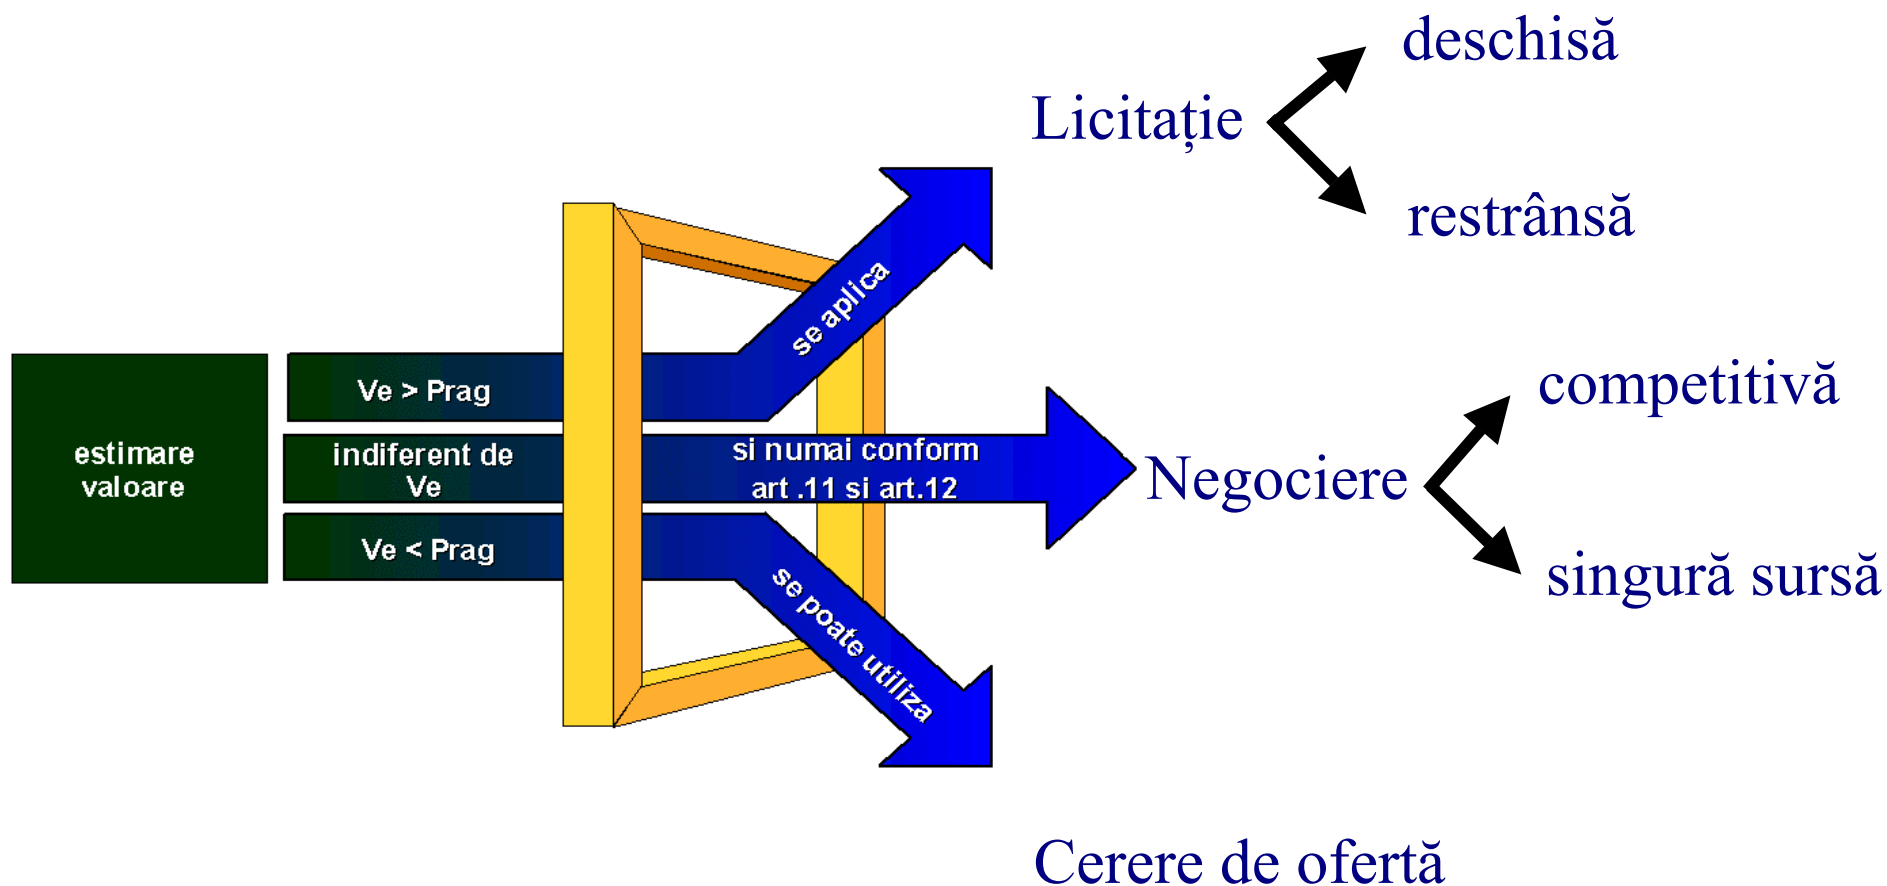 deschisă
Licitație
restrânsă
se aplica
Ve > Prag
competitivă
estimare
valoare
indiferent de
Ve
si numai conform
art .11 si art.12
Negociere
Ve < Prag
singură sursă
se poate utiliza
Cerere de ofertă